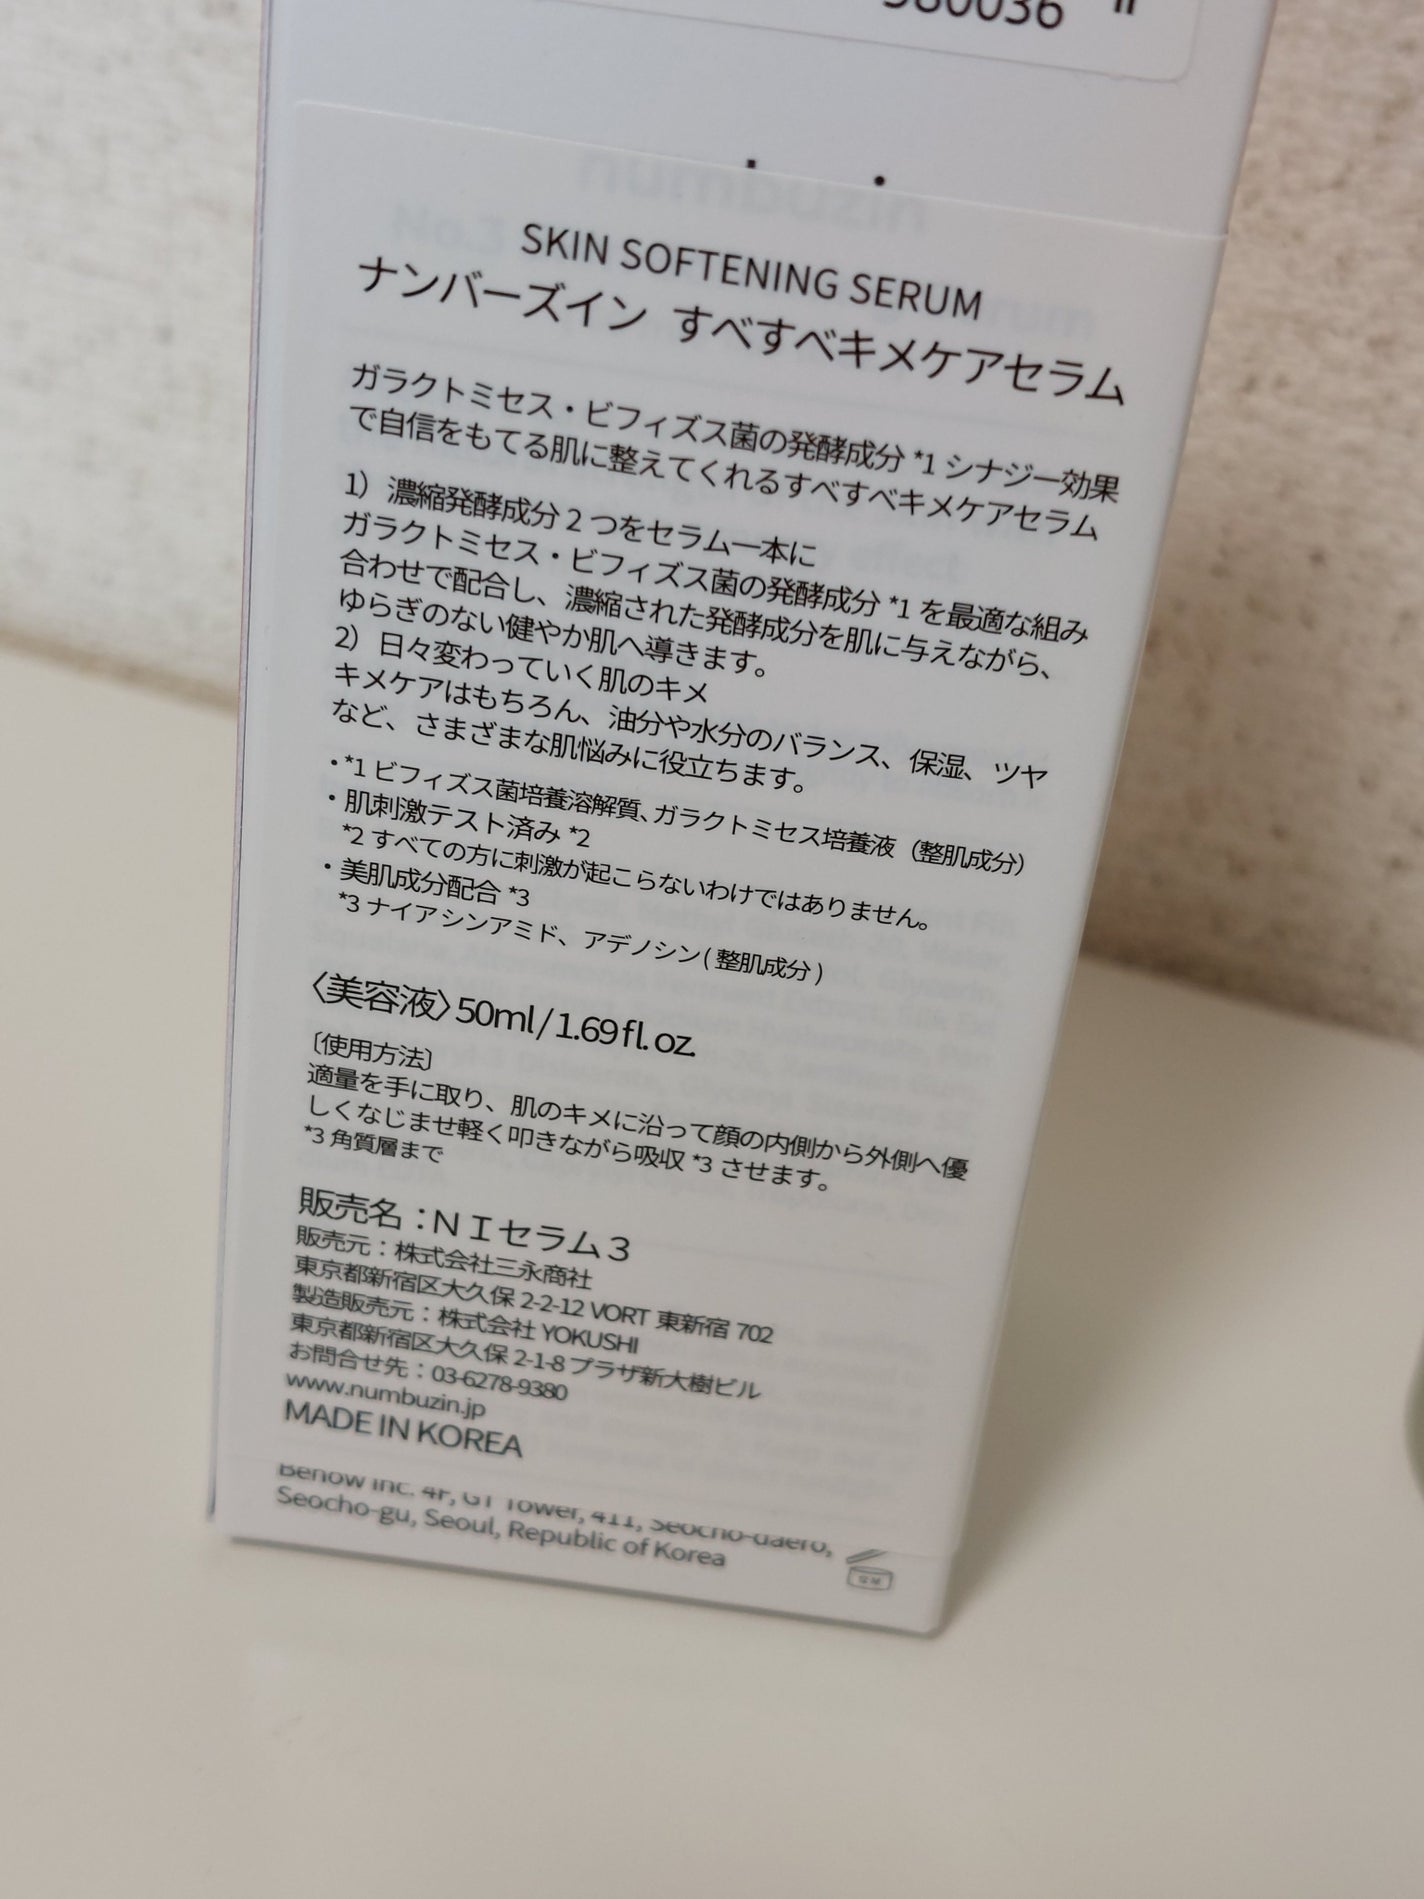 980036
numbuzin
SKIN SOFTENING SERUM
ナンバーズイン すべすべキメケアセラム
ガラクトミセス・ビフィズス菌の発酵成分 *1 シナジー効果
で自信をもてる肌に整えてくれるすべすべキメケアセラム
1）濃縮発酵成分 2 つをセラム一本に
ガラクトミセス・ビフィズス菌の発酵成分 *1 を最適な組み
合わせで配合し、濃縮された発酵成分を肌に与えながら、
ゆらぎのない健やか肌へ導きます。
2）日々変わっていく肌のキメ
キメケアはもちろん、油分や水分のバランス、保湿、ツヤ
など、さまざまな肌悩みに役立ちます。
・*1 ビフィズス菌培養溶解質、ガラクトミセス培養液（整肌成分）
・肌刺激テスト済み *2
*2 すべての方に刺激が起こらないわけではありません。
・美肌成分配合 *3
*3 ナイアシンアミド、アデノシン( 整肌成分 )
〈美容液〉50ml / 1.69 fl. oz.
〔使用方法〕
適量を手に取り、肌のキメに沿って顔の内側から外側へ優
しくなじませ軽く叩きながら吸収 *3 させます。
*3 角質層まで
販売名：ＮＩセラム３
販売元：株式会社三永商社
東京都新宿区大久保 2-2-12 VORT 東新宿 702
製造販売元：株式会社 YOKUSHI
東京都新宿区大久保 2-1-8 プラザ新大樹ビル
お問合せ先：03-6278-9380
www.numbuzin.jp
MADE IN KOREA
Benow Inc. 4F, GT Tower, 411, Seocho-daero,
Seocho-gu, Seoul, Republic of Korea